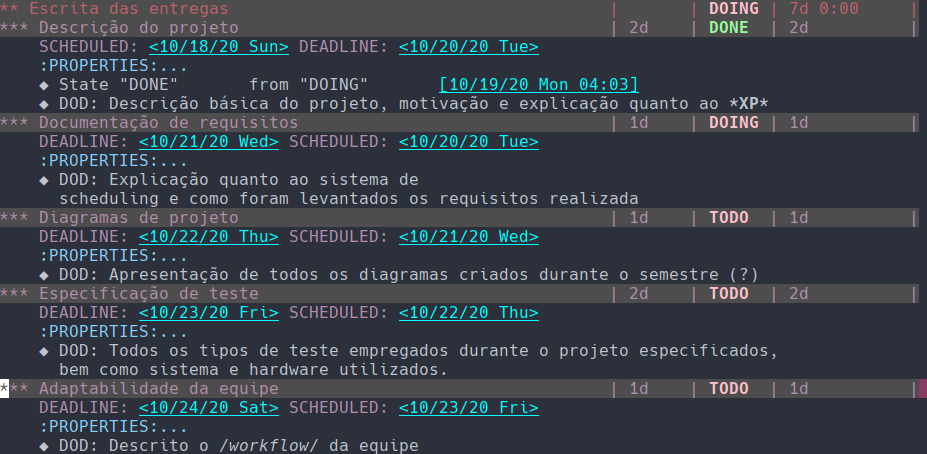 ** Escrita das entregas | | DOING | 7d 0:00 |
*** Descrição do projeto | 2d | DONE | 2d |
SCHEDULED: <10/18/20 Sun> DEADLINE: <10/20/20 Tue>
:PROPERTIES:...
◆ State "DONE" from "DOING" [10/19/20 Mon 04:03]
◆ DOD: Descrição básica do projeto, motivação e explicação quanto ao *XP*
*** Documentação de requisitos | 1d | DOING | 1d |
DEADLINE: <10/21/20 Wed> SCHEDULED: <10/20/20 Tue>
:PROPERTIES:...
◆ DOD: Explicação quanto ao sistema de
scheduling e como foram levantados os requisitos realizada
*** Diagramas de projeto | 1d | TODO | 1d |
DEADLINE: <10/22/20 Thu> SCHEDULED: <10/21/20 Wed>
:PROPERTIES:...
◆ DOD: Apresentação de todos os diagramas criados durante o semestre (?)
*** Especificação de teste | 2d | TODO | 2d |
DEADLINE: <10/23/20 Fri> SCHEDULED: <10/22/20 Thu>
:PROPERTIES:...
◆ DOD: Todos os tipos de teste empregados durante o projeto especificados,
bem como sistema e hardware utilizados.
*** Adaptabilidade da equipe | 1d | TODO | 1d |
DEADLINE: <10/24/20 Sat> SCHEDULED: <10/23/20 Fri>
:PROPERTIES:...
◆ DOD: Descrito o /workflow/ da equipe